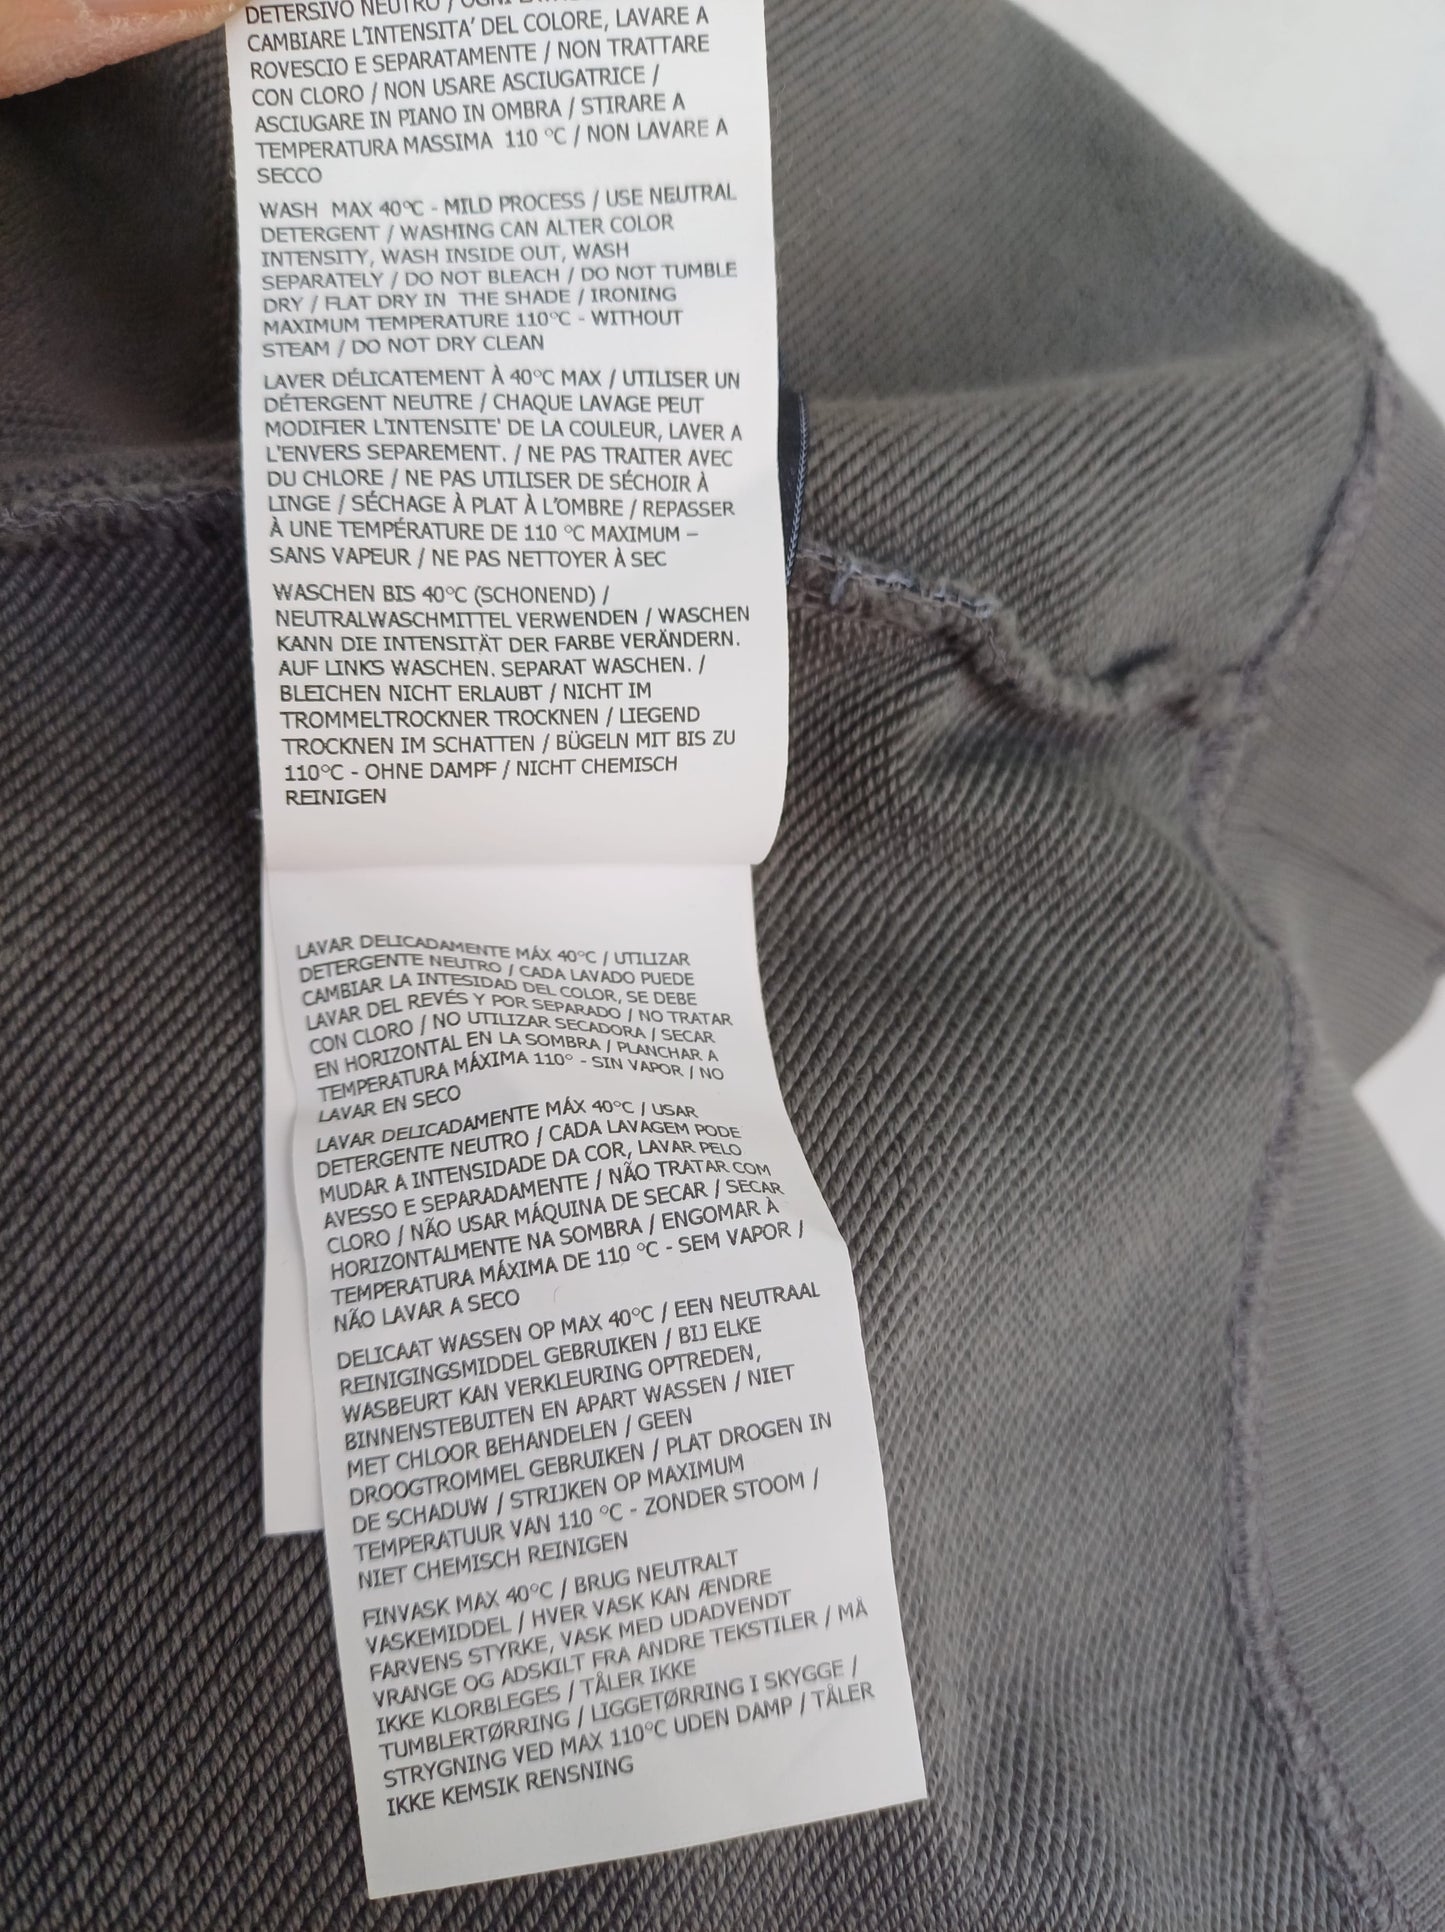 DETERSIVO NEUTRO / OGNI
CAMBIARE L'INTENSITA' DEL COLORE, LAVARE A
ROVESCIO E SEPARATAMENTE / NON TRATTARE
CON CLORO / NON USARE ASCIUGATRICE /
ASCIUGARE IN PIANO IN OMBRA / STIRARE A
TEMPERATURA MASSIMA 110 °C / NON LAVARE A
SECCO
WASH MAX 40°C - MILD PROCESS / USE NEUTRAL
DETERGENT / WASHING CAN ALTER COLOR
INTENSITY, WASH INSIDE OUT, WASH
SEPARATELY / DO NOT BLEACH / DO NOT TUMBLE
DRY / FLAT DRY IN THE SHADE / IRONING
MAXIMUM TEMPERATURE 110°C - WITHOUT
STEAM / DO NOT DRY CLEAN
LAVER DÉLICATEMENT À 40°C MAX / UTILISER UN
DÉTERGENT NEUTRE / CHAQUE LAVAGE PEUT
MODIFIER L'INTENSITE' DE LA COULEUR, LAVER A
L'ENVERS SEPAREMENT. / NE PAS TRAITER AVEC
DU CHLORE / NE PAS UTILISER DE SÉCHOIR À
LINGE / SÉCHAGE À PLAT À L'OMBRE / REPASSER
À UNE TEMPÉRATURE DE 110 °C MAXIMUM –
SANS VAPEUR / NE PAS NETTOYER À SEC
WASCHEN BIS 40°C (SCHONEND) /
NEUTRALWASCHMITTEL VERWENDEN / WASCHEN
KANN DIE INTENSITÄT DER FARBE VERÄNDERN.
AUF LINKS WASCHEN. SEPARAT WASCHEN. /
BLEICHEN NICHT ERLAUBT / NICHT IM
TROMMELTROCKNER TROCKNEN / LIEGEND
TROCKNEN IM SCHATTEN / BÜGELN MIT BIS ZU
110°C - OHNE DAMPF / NICHT CHEMISCH
REINIGEN
LAVAR DELICADAMENTE MÁX 40°C / UTILIZAR
DETERGENTE NEUTRO / CADA LAVADO PUEDE
CAMBIAR LA INTESIDAD DEL COLOR, SE DEBE
LAVAR DEL REVÉS Y POR SEPARADO / NO TRATAR
CON CLORO / NO UTILIZAR SECADORA / SECAR
EN HORIZONTAL EN LA SOMBRA / PLANCHAR A
TEMPERATURA MÁXIMA 110° - SIN VAPOR / NO
LAVAR EN SECO
LAVAR DELICADAMENTE MÁX 40°C / USAR
DETERGENTE NEUTRO / CADA LAVAGEM PODE
MUDAR A INTENSIDADE DA COR, LAVAR PELO
AVESSO E SEPARADAMENTE / NÃO TRATAR COM
CLORO / NÃO USAR MÁQUINA DE SECAR / SECAR
HORIZONTALMENTE NA SOMBRA / ENGOMAR À
TEMPERATURA MÁXIMA DE 110 °C - SEM VAPOR /
NÃO LAVAR A SECO
DELICAAT WASSEN OP MAX 40°C / EEN NEUTRAAL
REINIGINGSMIDDEL GEBRUIKEN / BIJ ELKE
WASBEURT KAN VERKLEURING OPTREDEN,
BINNENSTEBUITEN EN APART WASSEN / NIET
MET CHLOOR BEHANDELEN / GEEN
DROOGTROMMEL GEBRUIKEN / PLAT DROGEN IN
DE SCHADUW / STRIJKEN OP MAXIMUM
TEMPERATUUR VAN 110 °C - ZONDER STOOM /
NIET CHEMISCH REINIGEN
FINVASK MAX 40°C / BRUG NEUTRALT
VASKEMIDDEL / HVER VASK KAN ÆNDRE
FARVENS STYRKE, VASK MED UDADVENDT
VRANGE OG ADSKILT FRA ANDRE TEKSTILER / MÅ
IKKE KLORBLEGES / TÅLER IKKE
TUMBLERTØRRING / LIGGETØRRING I SKYGGE /
STRYGNING VED MAX 110°C UDEN DAMP / TÅLER
IKKE KEMSIK RENSNING